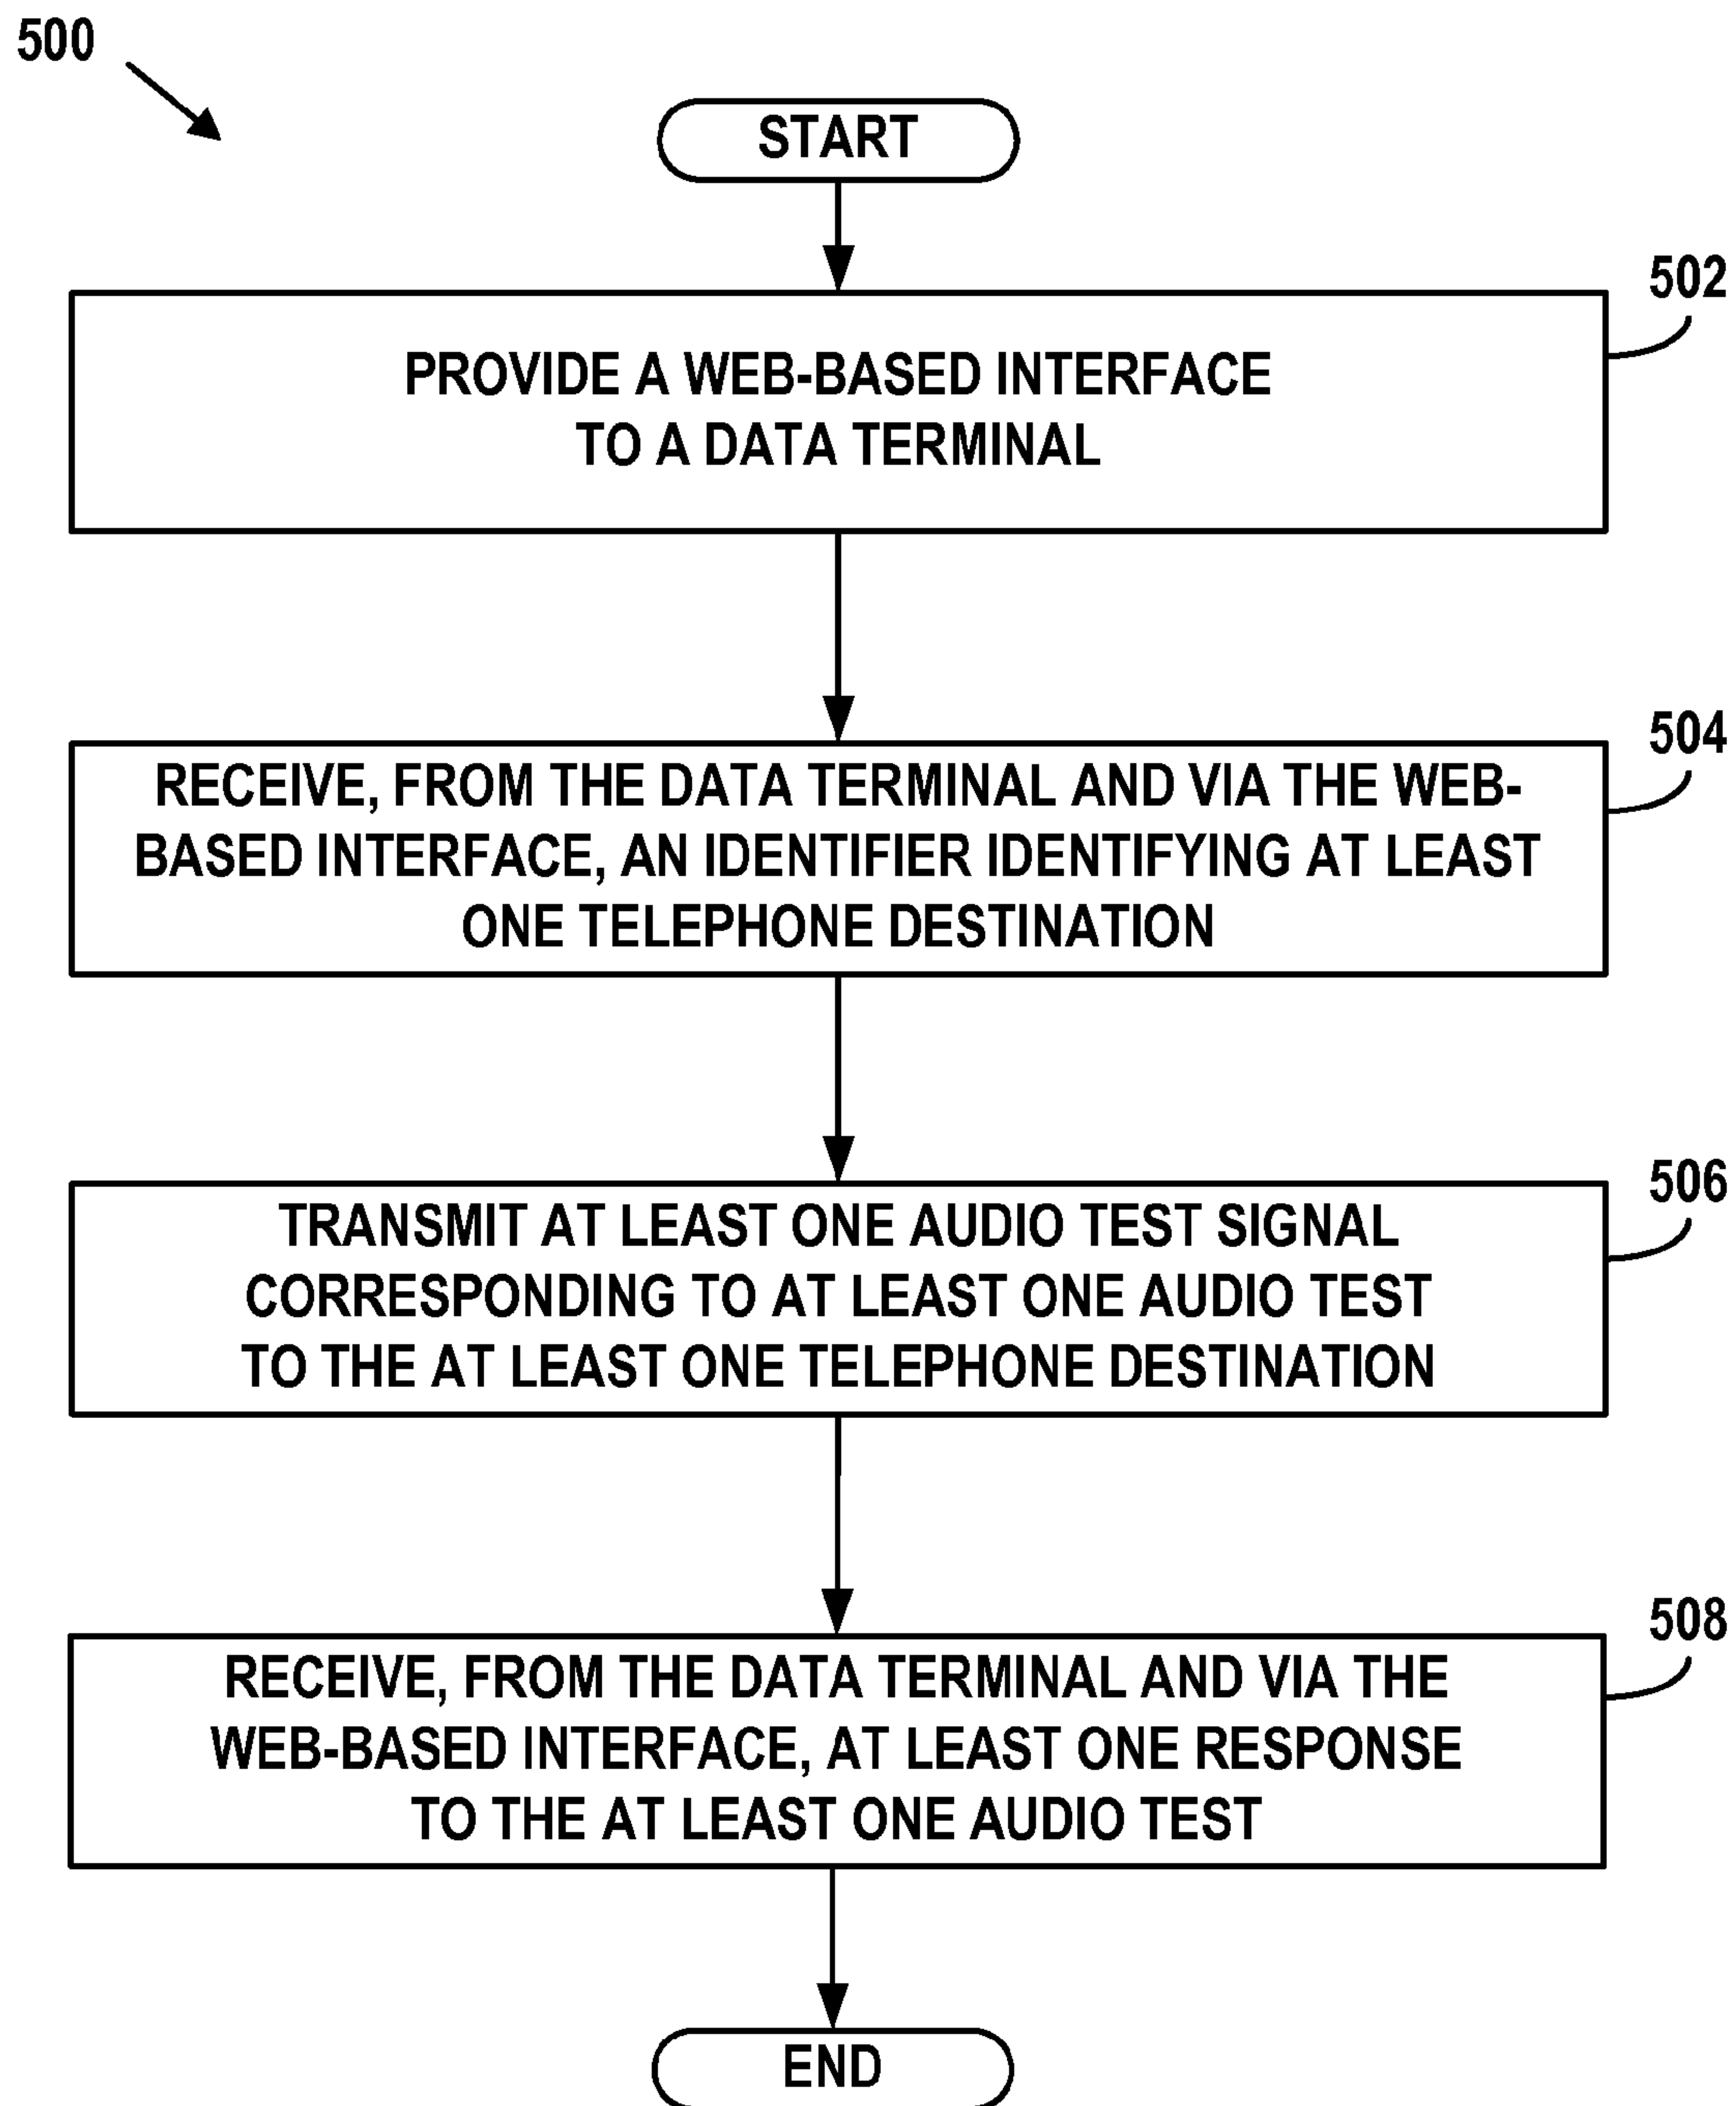 500
START
502
PROVIDE A WEB-BASED INTERFACE
TO A DATA TERMINAL
504
RECEIVE, FROM THE DATA TERMINAL AND VIA THE WEB-
BASED INTERFACE, AN IDENTIFIER IDENTIFYING AT LEAST
ONE TELEPHONE DESTINATION
506
TRANSMIT AT LEAST ONE AUDIO TEST SIGNAL
CORRESPONDING TO AT LEAST ONE AUDIO TEST
TO THE AT LEAST ONE TELEPHONE DESTINATION
508
RECEIVE, FROM THE DATA TERMINAL AND VIA THE
WEB-BASED INTERFACE, AT LEAST ONE RESPONSE
TO THE AT LEAST ONE AUDIO TEST
END